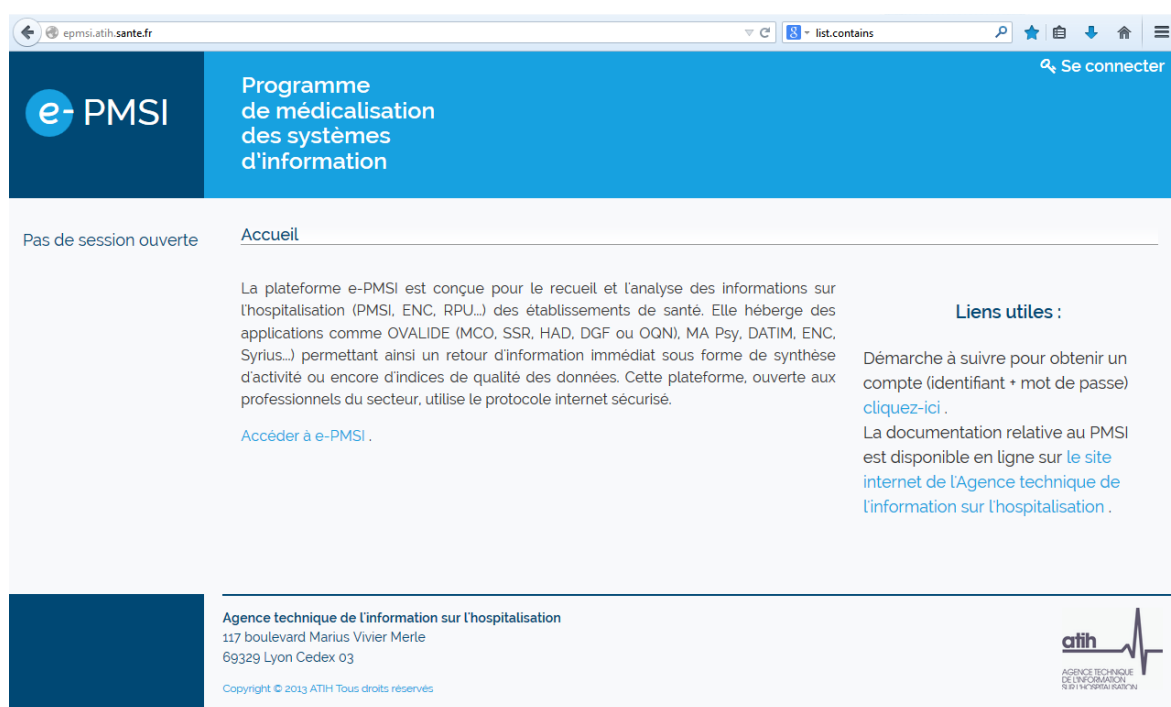 epmsi.atih.sante.fr
list.contains
Se connecter
e- PMSI
Programme
de médicalisation
des systèmes
d'information
Pas de session ouverte
Accueil
La plateforme e-PMSI est conçue pour le recueil et l'analyse des informations sur
l'hospitalisation (PMSI, ENC, RPU...) des établissements de santé. Elle héberge des
applications comme OVALIDE (MCO, SSR, HAD, DGF ou OQN), MA Psy, DATIM, ENC,
Syrius...) permettant ainsi un retour d'information immédiat sous forme de synthèse
d'activité ou encore d'indices de qualité des données. Cette plateforme, ouverte aux
professionnels du secteur, utilise le protocole internet sécurisé.
Accéder à e-PMSI .
Liens utiles :
Démarche à suivre pour obtenir un
compte (identifiant + mot de passe)
cliquez-ici .
La documentation relative au PMSI
est disponible en ligne sur le site
internet de l'Agence technique de
l'information sur l'hospitalisation .
Agence technique de l'information sur l'hospitalisation
117 boulevard Marius Vivier Merle
69329 Lyon Cedex 03
Copyright © 2013 ATIH Tous droits réservés
atih
AGENCE TECHNIQUE
DE L'INFORMATION
SUR L'HOSPITALISATION